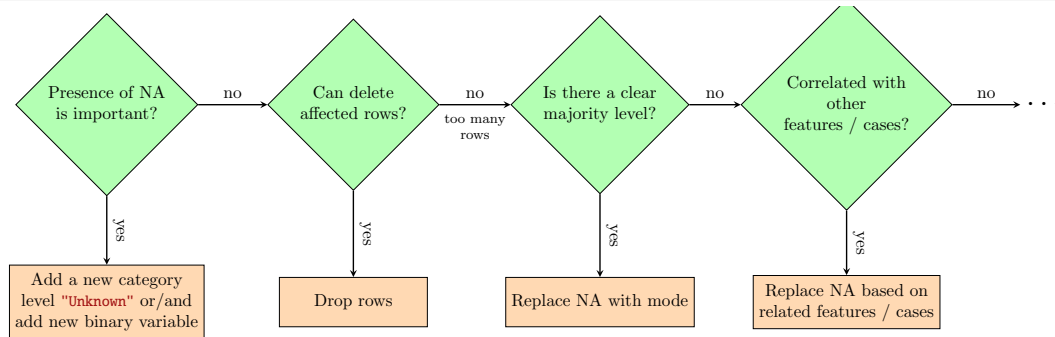 Presence of NA
is important?
no
Can delete
affected rows?
no
too many
rows
Is there a clear
majority level?
no
Correlated with
other
features / cases?
no
yes
yes
yes
yes
Add a new category
level "Unknown" or/and
add new binary variable
Drop rows
Replace NA with mode
Replace NA based on
related features / cases